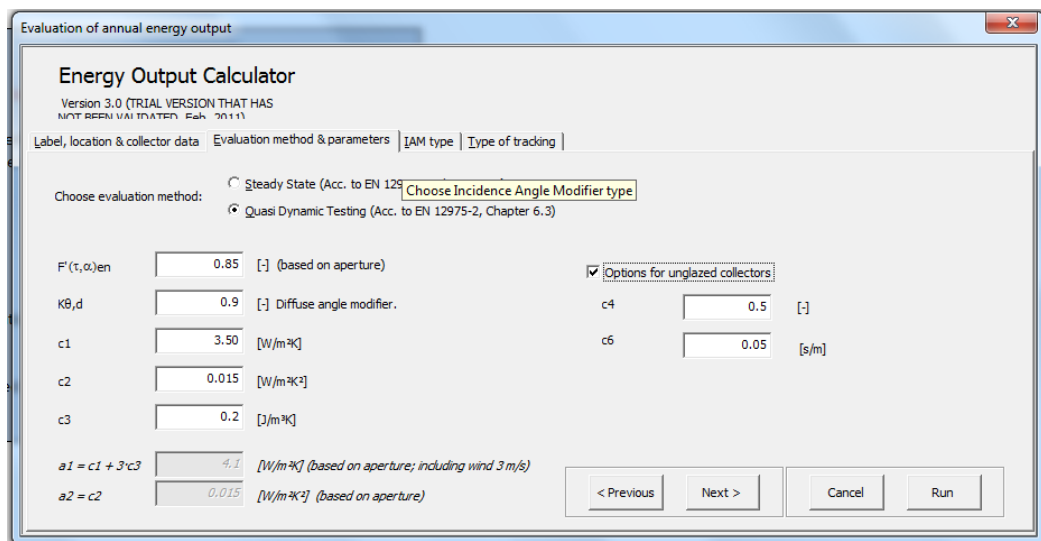 Evaluation of annual energy output
Energy Output Calculator
Version 3.0 (TRIAL VERSION THAT HAS
NOT BEEN VALIDATED, Feb. 2011)
Label, location & collector data Evaluation method & parameters IAM type Type of tracking
Choose evaluation method:
Steady State (Acc. to EN 129
Choose Incidence Angle Modifier type
Quasi Dynamic Testing (Acc. to EN 12975-2, Chapter 6.3)
F'(τ,α)en 0.85 [-] (based on aperture)
Options for unglazed collectors
Kθ,d 0.9 [-] Diffuse angle modifier.
c4 0.5 [-]
c1 3.50 [W/m²K]
c6 0.05 [s/m]
c2 0.015 [W/m²K²]
c3 0.2 [J/m³K]
a1 = c1 + 3·c3 4.1 [W/m²K] (based on aperture; including wind 3 m/s)
a2 = c2 0.015 [W/m²K²] (based on aperture)
< Previous Next > Cancel Run